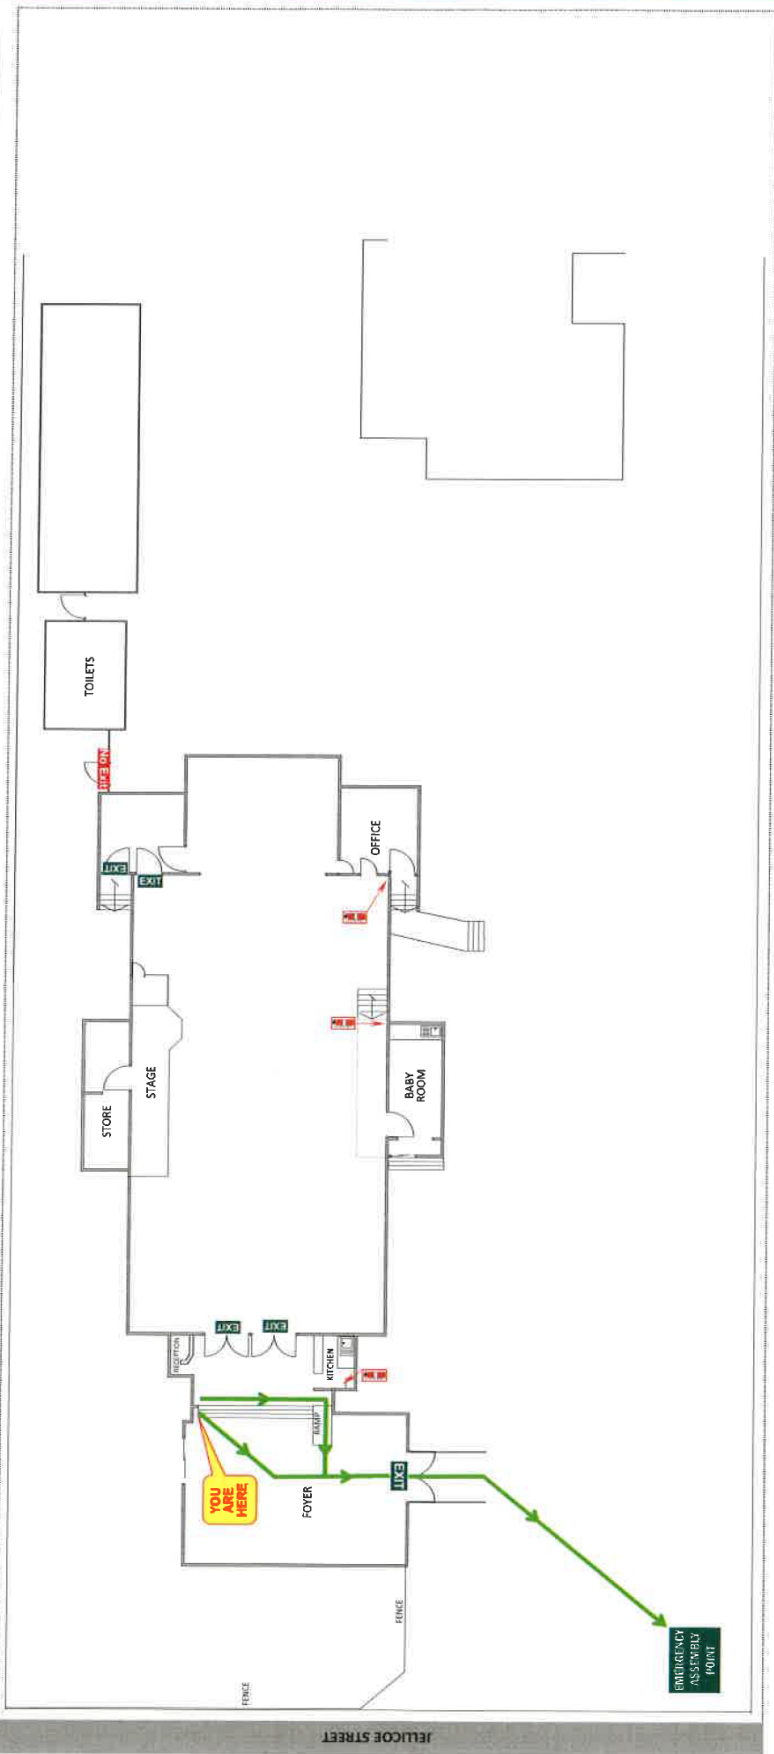 TOILETS
No Exit
EXIT
EXIT
OFFICE
STORE
STAGE
BABY
ROOM
RECEPTION
EXIT
EXIT
KITCHEN
RAMP
YOU
ARE
HERE
FOYER
EXIT
FENCE
FENCE
EMERGENCY
ASSEMBLY
POINT
JELLICOE STREET